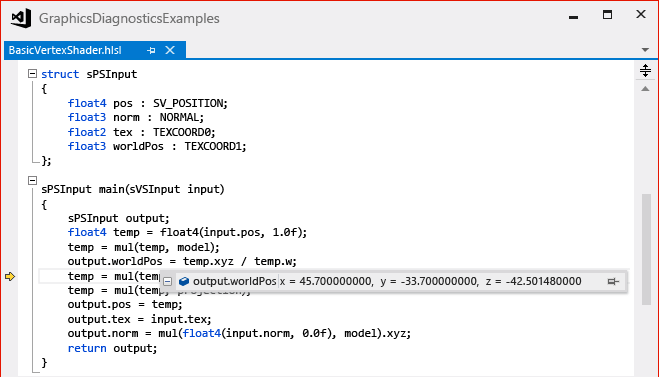 GraphicsDiagnosticsExamples
BasicVertexShader.hlsl
struct sPSInput
{
float4 pos : SV_POSITION;
float3 norm : NORMAL;
float2 tex : TEXCOORD0;
float3 worldPos : TEXCOORD1;
};
sPSInput main(sVSInput input)
{
sPSInput output;
float4 temp = float4(input.pos, 1.0f);
temp = mul(temp, model);
output.worldPos = temp.xyz / temp.w;
temp = mul(tem
output.worldPos x = 45.700000000, y = -33.700000000, z = -42.501480000
temp = mul(temp, projection);
output.pos = temp;
output.tex = input.tex;
output.norm = mul(float4(input.norm, 0.0f), model).xyz;
return output;
}